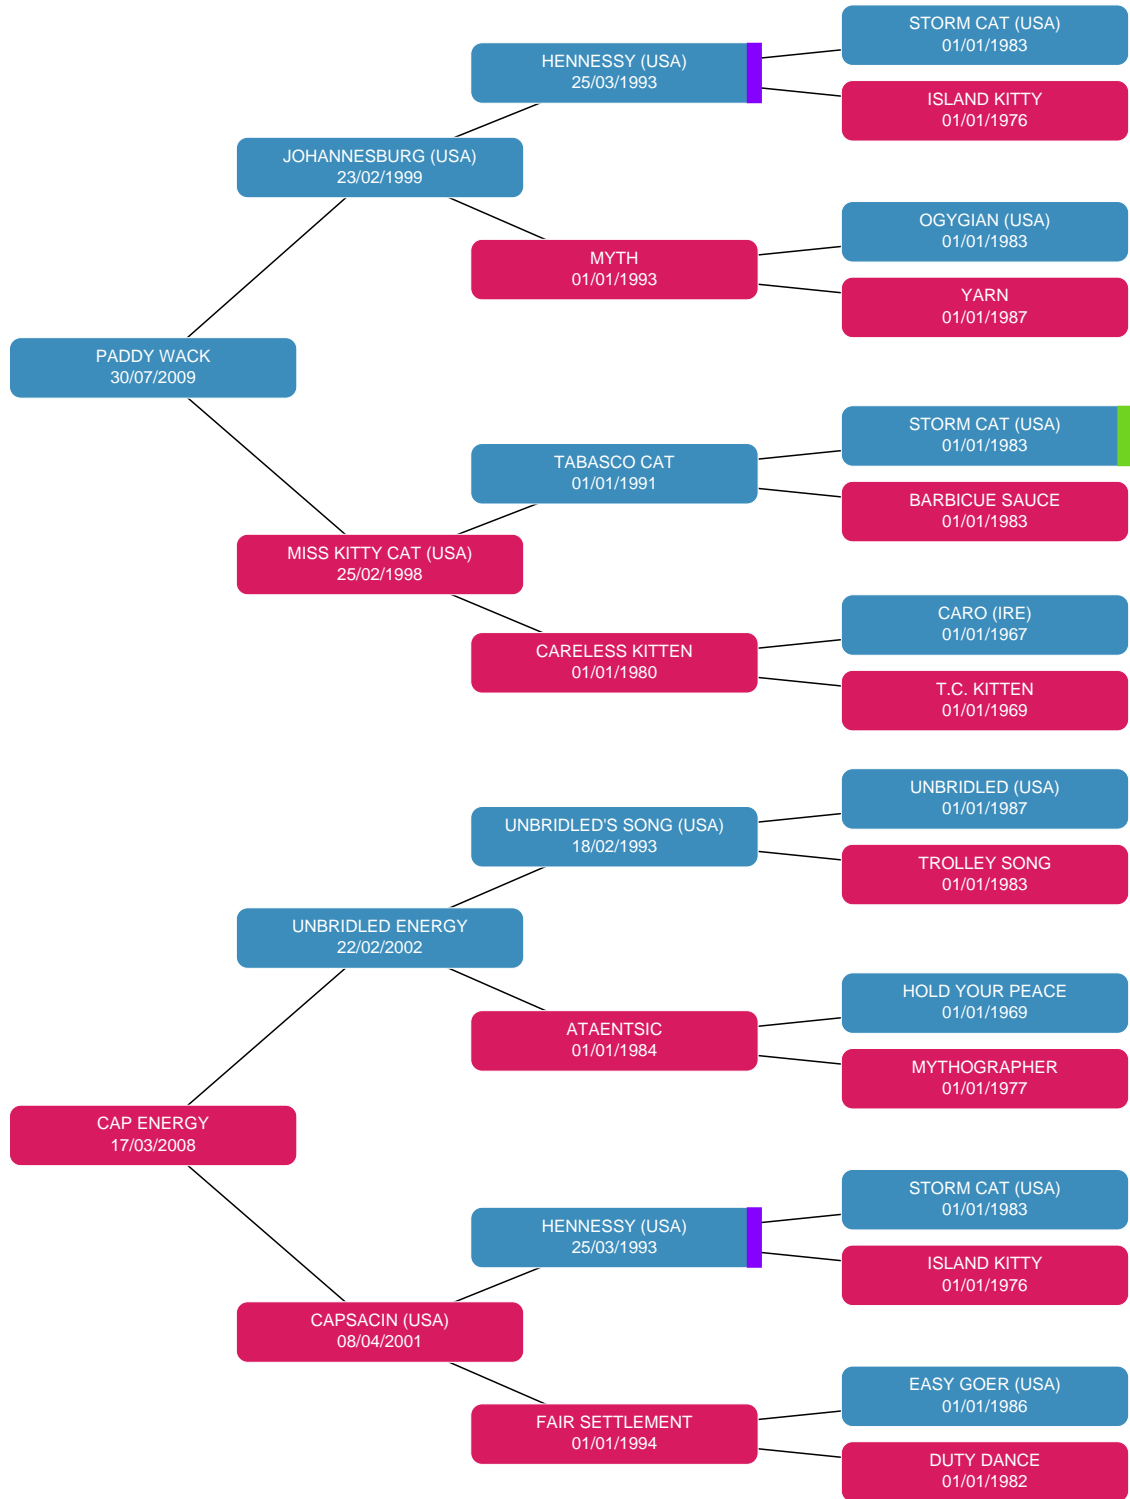 STORM CAT (USA)
01/01/1983
HENNESSY (USA)
25/03/1993
ISLAND KITTY
01/01/1976
JOHANNESBURG (USA)
23/02/1999
OGYGIAN (USA)
01/01/1983
MYTH
01/01/1993
YARN
01/01/1987
PADDY WACK
30/07/2009
STORM CAT (USA)
01/01/1983
TABASCO CAT
01/01/1991
BARBICUE SAUCE
01/01/1983
MISS KITTY CAT (USA)
25/02/1998
CARO (IRE)
01/01/1967
CARELESS KITTEN
01/01/1980
T.C. KITTEN
01/01/1969
UNBRIDLED (USA)
01/01/1987
UNBRIDLED'S SONG (USA)
18/02/1993
TROLLEY SONG
01/01/1983
UNBRIDLED ENERGY
22/02/2002
HOLD YOUR PEACE
01/01/1969
ATAENTSIC
01/01/1984
MYTHOGRAPHER
01/01/1977
CAP ENERGY
17/03/2008
STORM CAT (USA)
01/01/1983
HENNESSY (USA)
25/03/1993
ISLAND KITTY
01/01/1976
CAPSACIN (USA)
08/04/2001
EASY GOER (USA)
01/01/1986
FAIR SETTLEMENT
01/01/1994
DUTY DANCE
01/01/1982